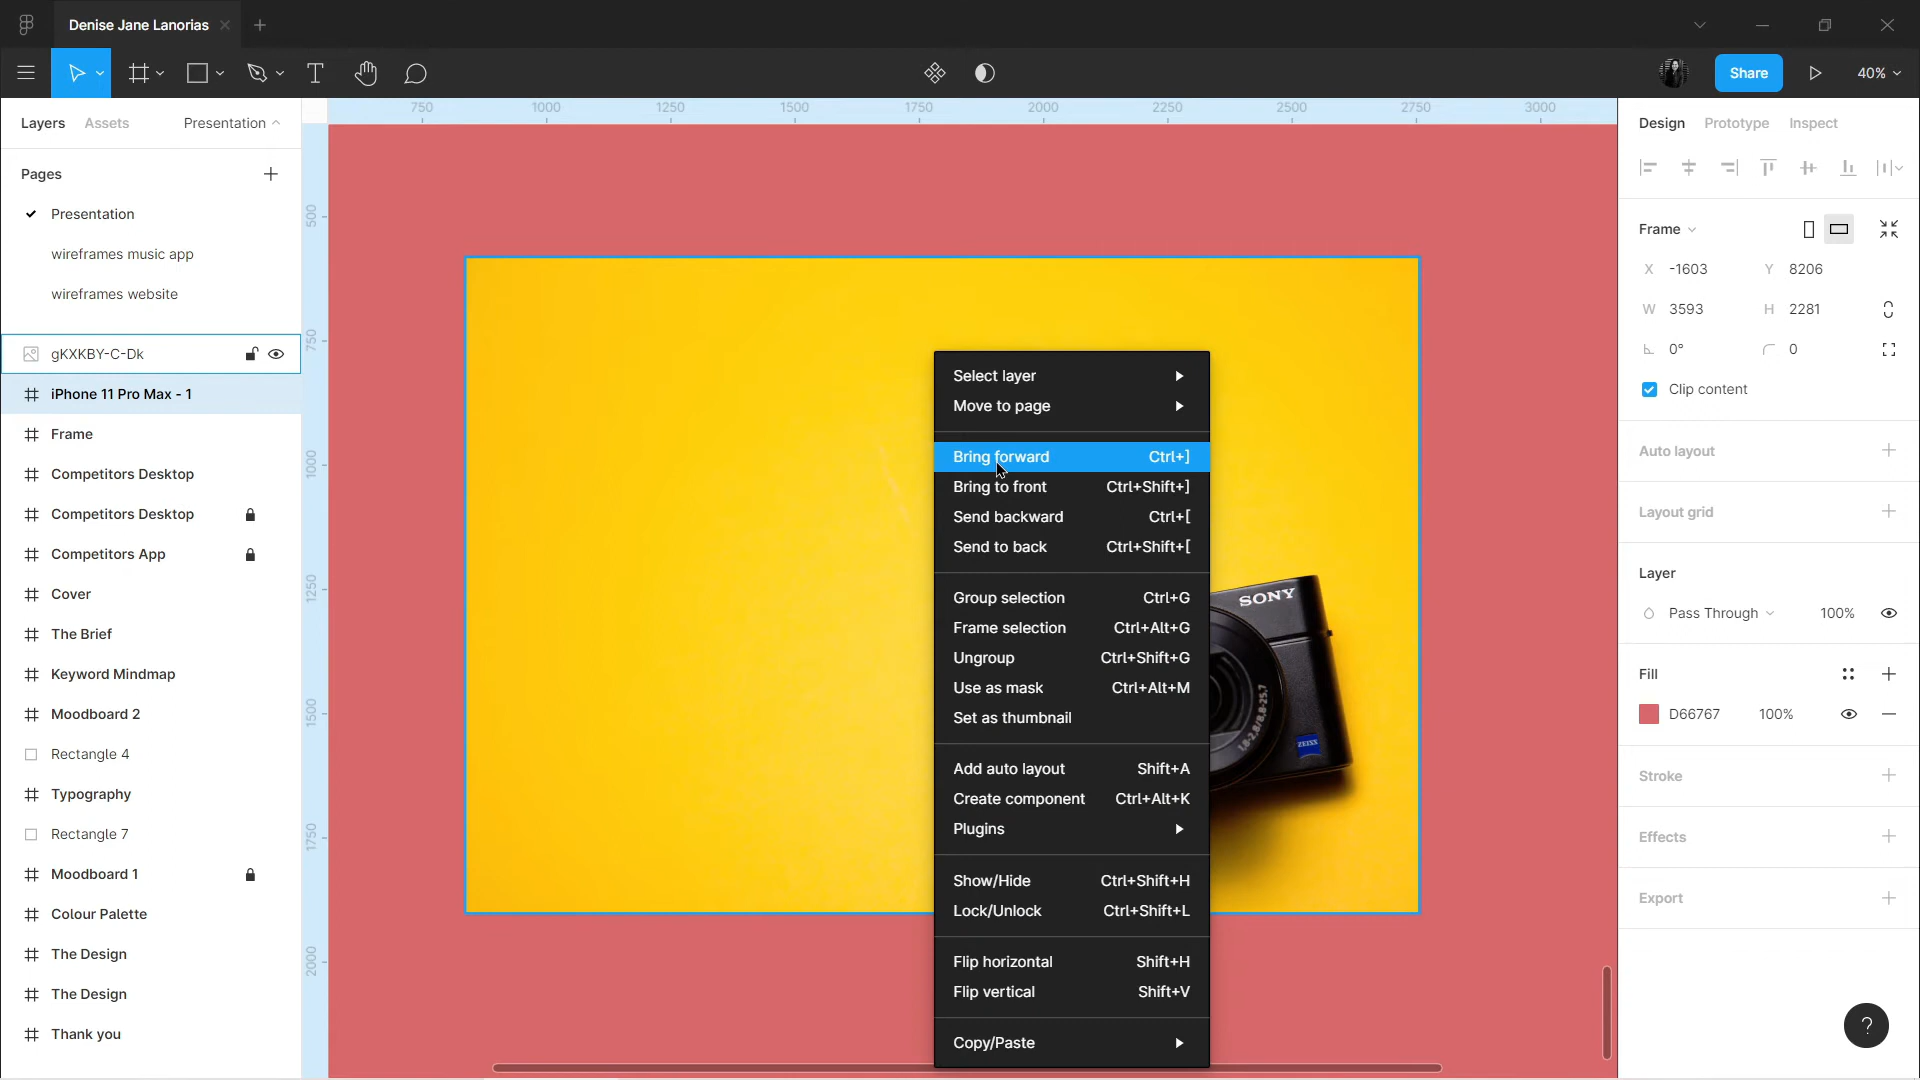 Denise Jane Lanorias
Share
40%
Layers
Assets
Presentation
Pages
Presentation
wireframes music app
wireframes website
gKXKBY-C-Dk
iPhone 11 Pro Max - 1
Frame
Competitors Desktop
Competitors Desktop
Competitors App
Cover
The Brief
Keyword Mindmap
Moodboard 2
Rectangle 4
Typography
Rectangle 7
Moodboard 1
Colour Palette
The Design
The Design
Thank you
750 1000 1250 1500 1750 2000 2250 2500 2750 3000
500
750
1000
1250
1500
1750
2000
Select layer
Move to page
Bring forward Ctrl+]
Bring to front Ctrl+Shift+]
Send backward Ctrl+[
Send to back Ctrl+Shift+[
Group selection Ctrl+G
Frame selection Ctrl+Alt+G
Ungroup Ctrl+Shift+G
Use as mask Ctrl+Alt+M
Set as thumbnail
Add auto layout Shift+A
Create component Ctrl+Alt+K
Plugins
Show/Hide Ctrl+Shift+H
Lock/Unlock Ctrl+Shift+L
Flip horizontal Shift+H
Flip vertical Shift+V
Copy/Paste
SONY
ZEISS
Design Prototype Inspect
Frame
X -1603 Y 8206
W 3593 H 2281
0° 0
Clip content
Auto layout
Layout grid
Layer
Pass Through 100%
Fill
D66767 100%
Stroke
Effects
Export
?